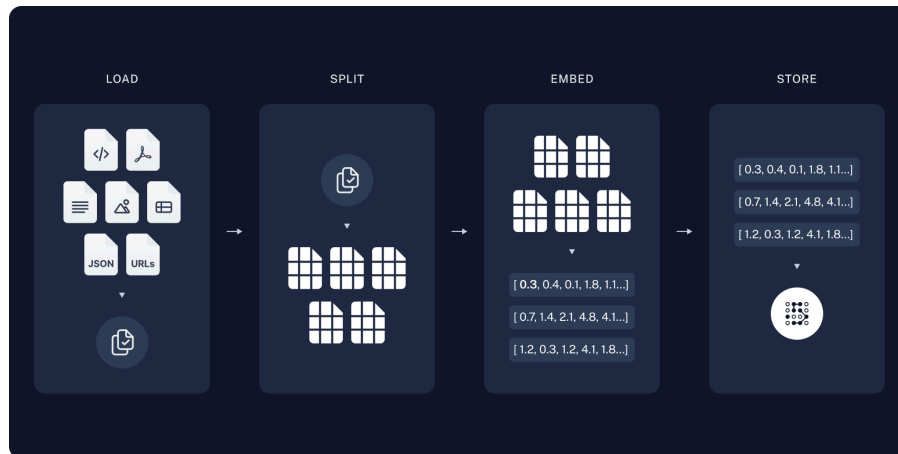 LOAD
SPLIT
EMBED
STORE
JSON
URLs
[ 0.3, 0.4, 0.1, 1.8, 1.1...]
[ 0.7, 1.4, 2.1, 4.8, 4.1...]
[ 1.2, 0.3, 1.2, 4.1, 1.8...]
[ 0.3, 0.4, 0.1, 1.8, 1.1...]
[ 0.7, 1.4, 2.1, 4.8, 4.1...]
[ 1.2, 0.3, 1.2, 4.1, 1.8...]